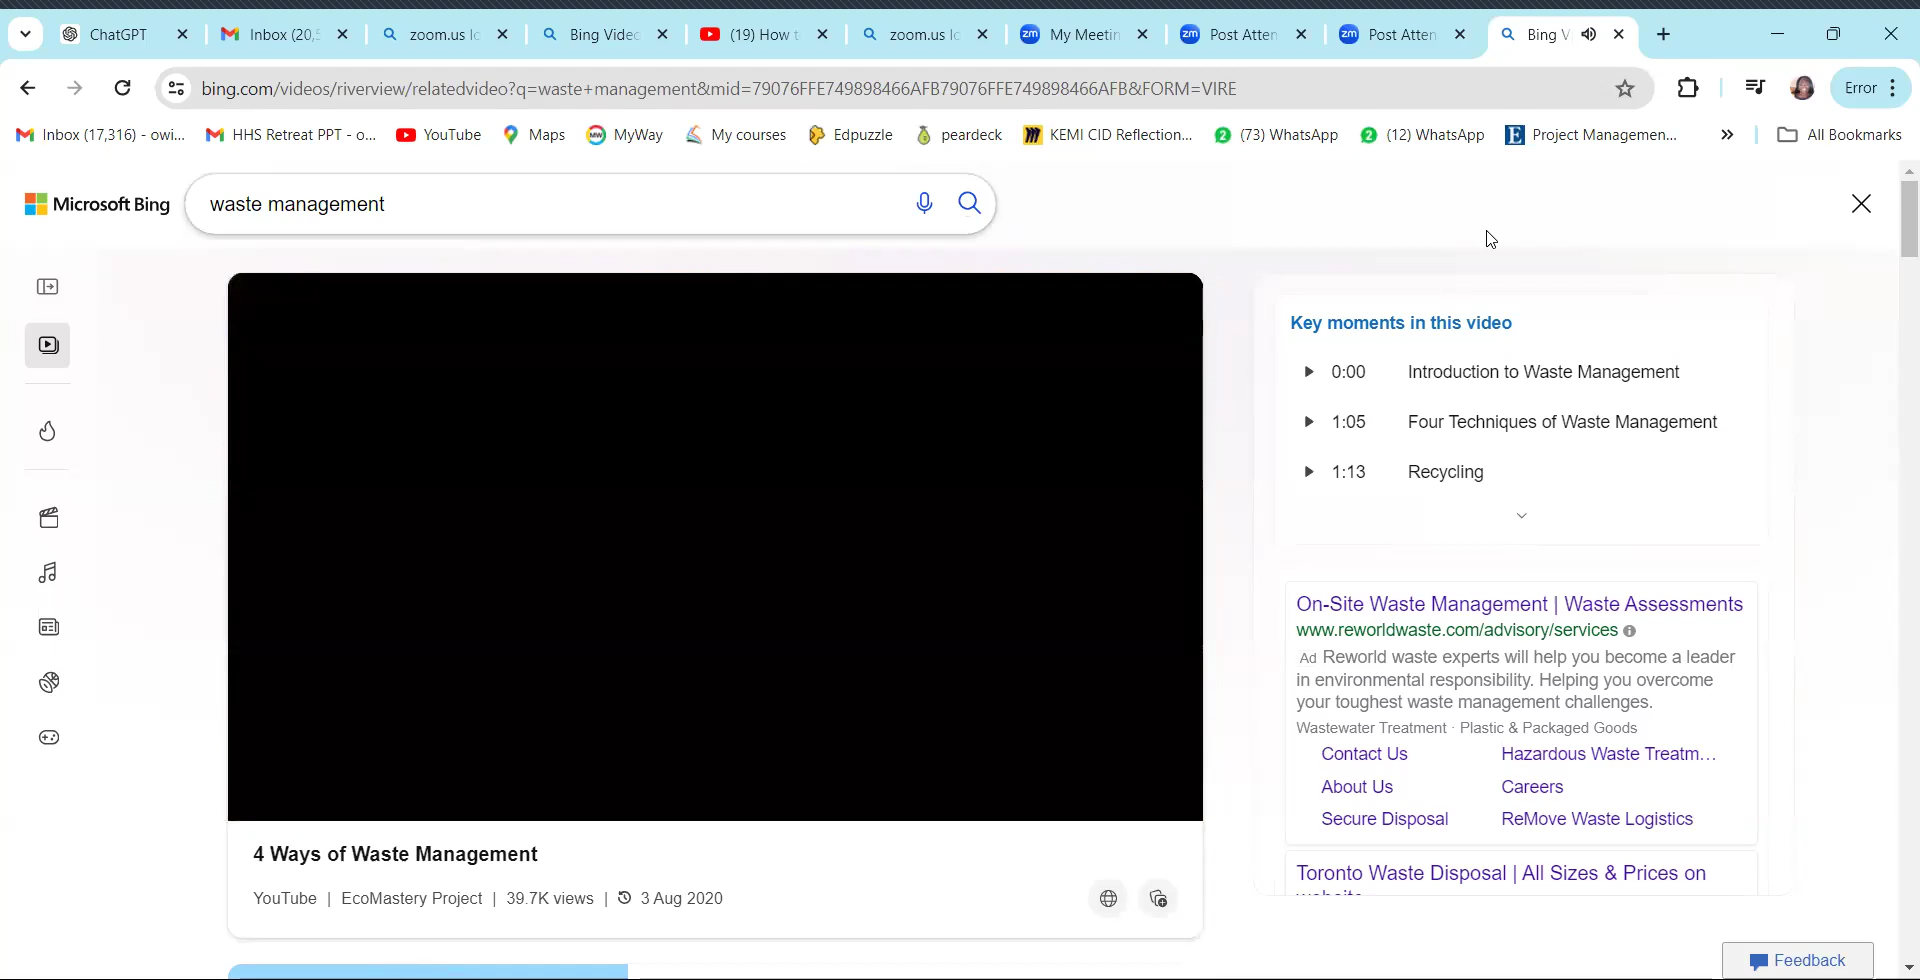 ChatGPT
Inbox (20,5
zoom.us lo
Bing Video
(19) How t
zoom.us lo
My Meetin
Post Atten
Post Atten
Bing V
bing.com/videos/riverview/relatedvideo?q=waste+management&mid=79076FFE749898466AFB79076FFE749898466AFB&FORM=VIRE
Error
Inbox (17,316) - owi...
HHS Retreat PPT - o...
YouTube
Maps
MyWay
My courses
Edpuzzle
peardeck
KEMI CID Reflection...
(73) WhatsApp
(12) WhatsApp
Project Managemen...
All Bookmarks
Microsoft Bing
waste management
Key moments in this video
0:00 Introduction to Waste Management
1:05 Four Techniques of Waste Management
1:13 Recycling
On-Site Waste Management | Waste Assessments
www.reworldwaste.com/advisory/services
Ad Reworld waste experts will help you become a leader
in environmental responsibility. Helping you overcome
your toughest waste management challenges.
Wastewater Treatment · Plastic & Packaged Goods
Contact Us Hazardous Waste Treatm...
About Us Careers
Secure Disposal ReMove Waste Logistics
Toronto Waste Disposal | All Sizes & Prices on
website
4 Ways of Waste Management
YouTube | EcoMastery Project | 39.7K views | 3 Aug 2020
Feedback